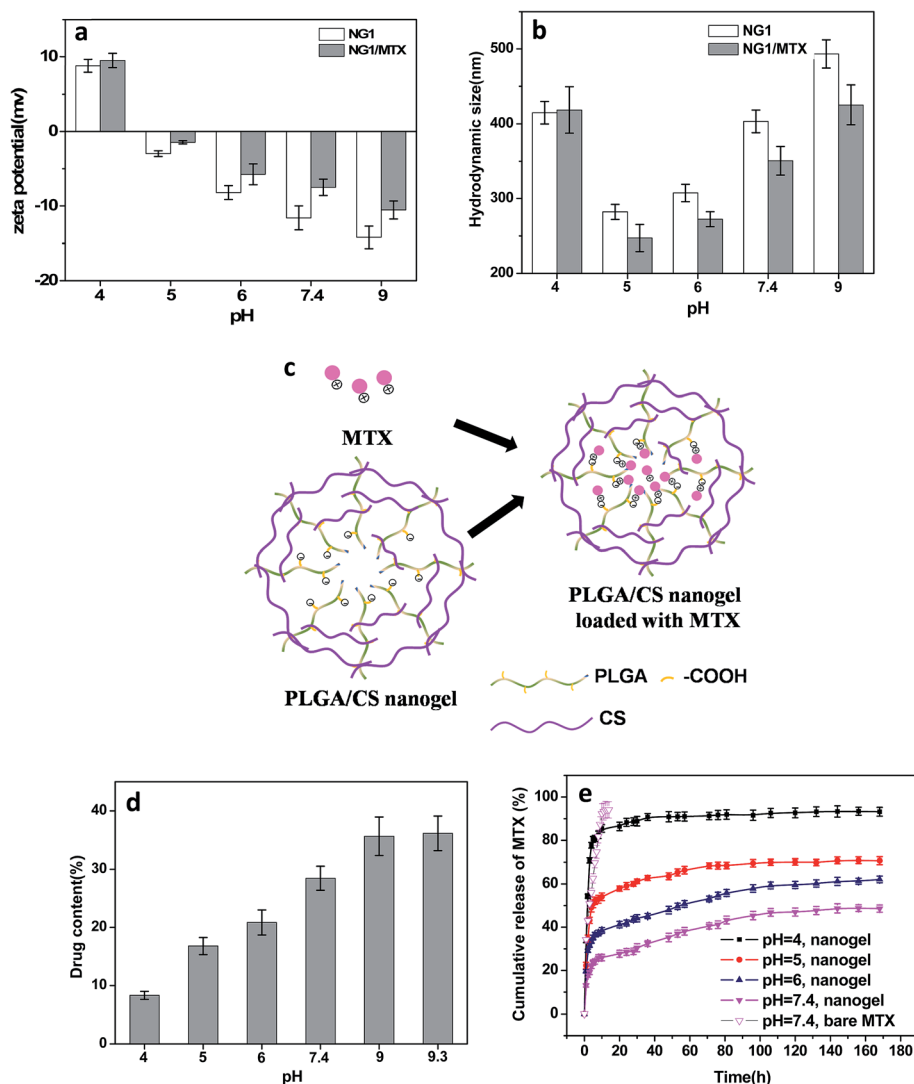 a
NG1
NG1/MTX
zeta potential(mv)
10
0
-10
-20
4 5 6 7.4 9
pH
b
NG1
NG1/MTX
Hydrodynamic size(nm)
500
400
300
200
4 5 6 7.4 9
pH
c
MTX
PLGA/CS nanogel
PLGA/CS nanogel
loaded with MTX
PLGA -COOH
CS
d
Drug content(%)
40
30
20
10
0
4 5 6 7.4 9 9.3
pH
e
Cumulative release of MTX (%)
100
80
60
40
20
0
pH=4, nanogel
pH=5, nanogel
pH=6, nanogel
pH=7.4, nanogel
pH=7.4, bare MTX
0 20 40 60 80 100 120 140 160 180
Time(h)